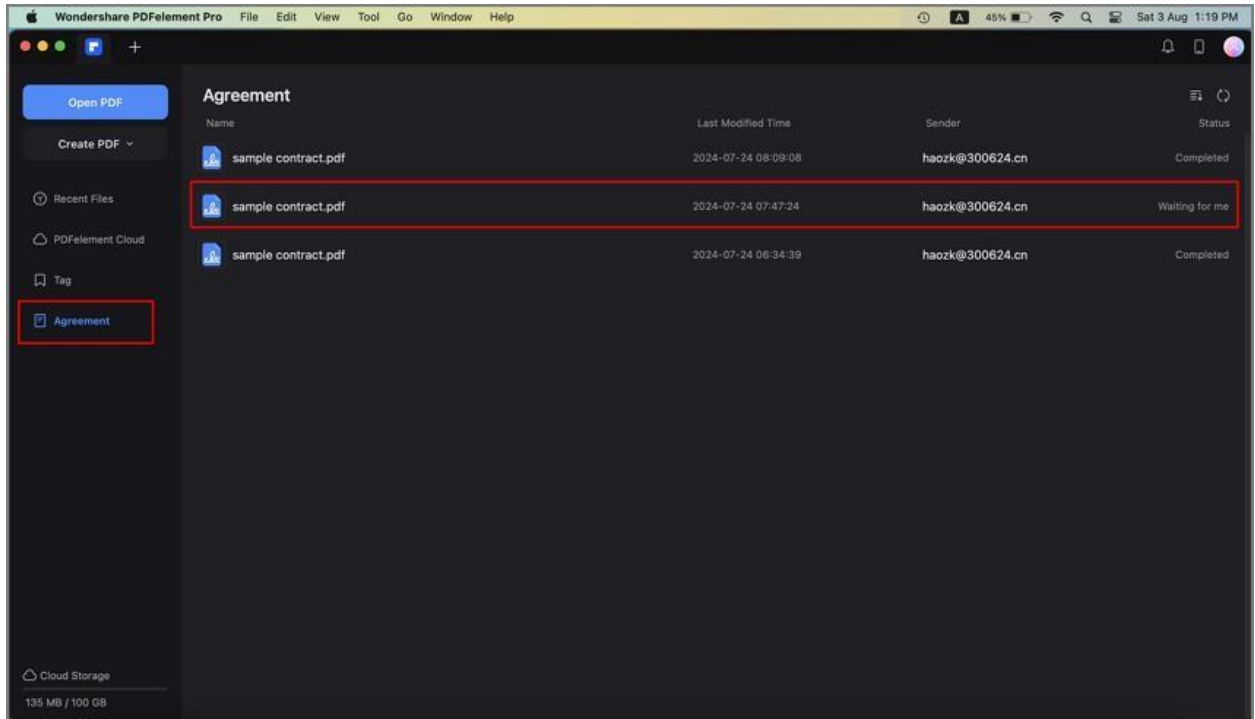 Wondershare PDFelement Pro File Edit View Tool Go Window Help A 45% Sat 3 Aug 1:19 PM
Open PDF
Create PDF
Recent Files
PDFelement Cloud
Tag
Agreement
Cloud Storage
135 MB / 100 GB
Agreement
Name Last Modified Time Sender Status
sample contract.pdf 2024-07-24 08:09:08 haozk@300624.cn Completed
sample contract.pdf 2024-07-24 07:47:24 haozk@300624.cn Waiting for me
sample contract.pdf 2024-07-24 06:34:39 haozk@300624.cn Completed